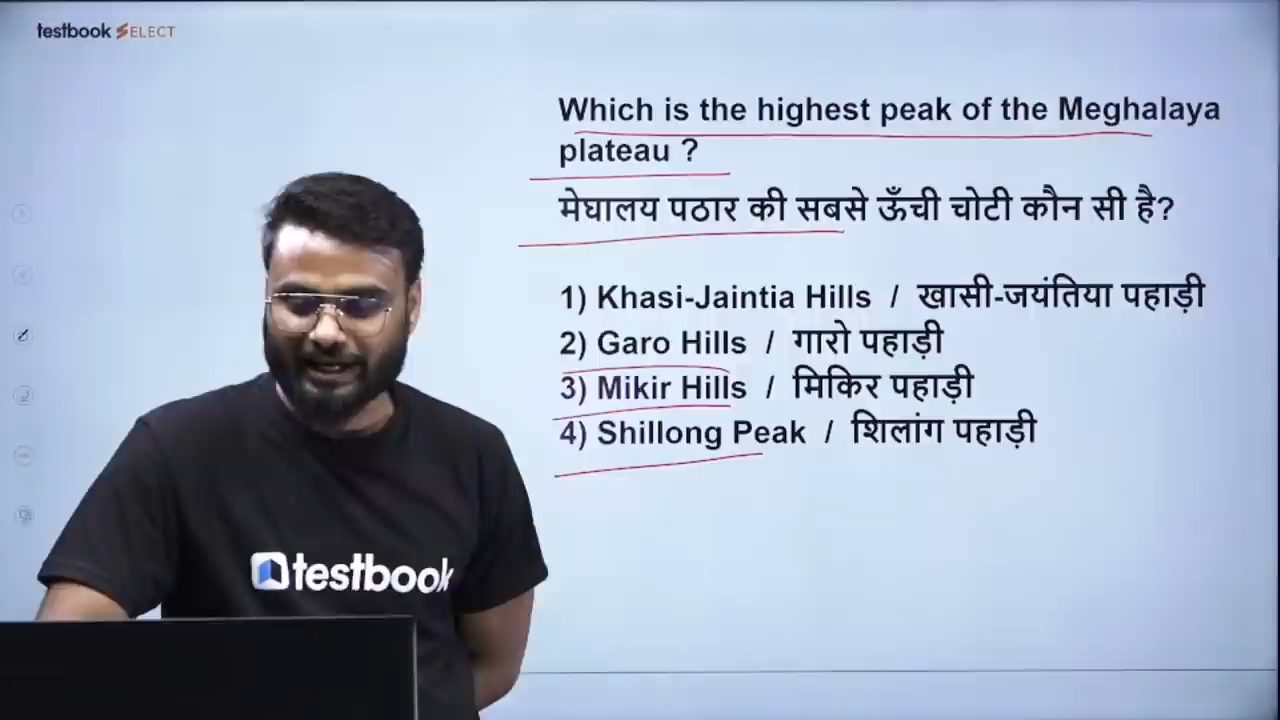 testbook SELECT
Which is the highest peak of the Meghalaya
plateau ?
मेघालय पठार की सबसे ऊँची चोटी कौन सी है?
1) Khasi-Jaintia Hills / खासी-जयंतिया पहाड़ी
2) Garo Hills / गारो पहाड़ी
3) Mikir Hills / मिकिर पहाड़ी
4) Shillong Peak / शिलांग पहाड़ी
testbook